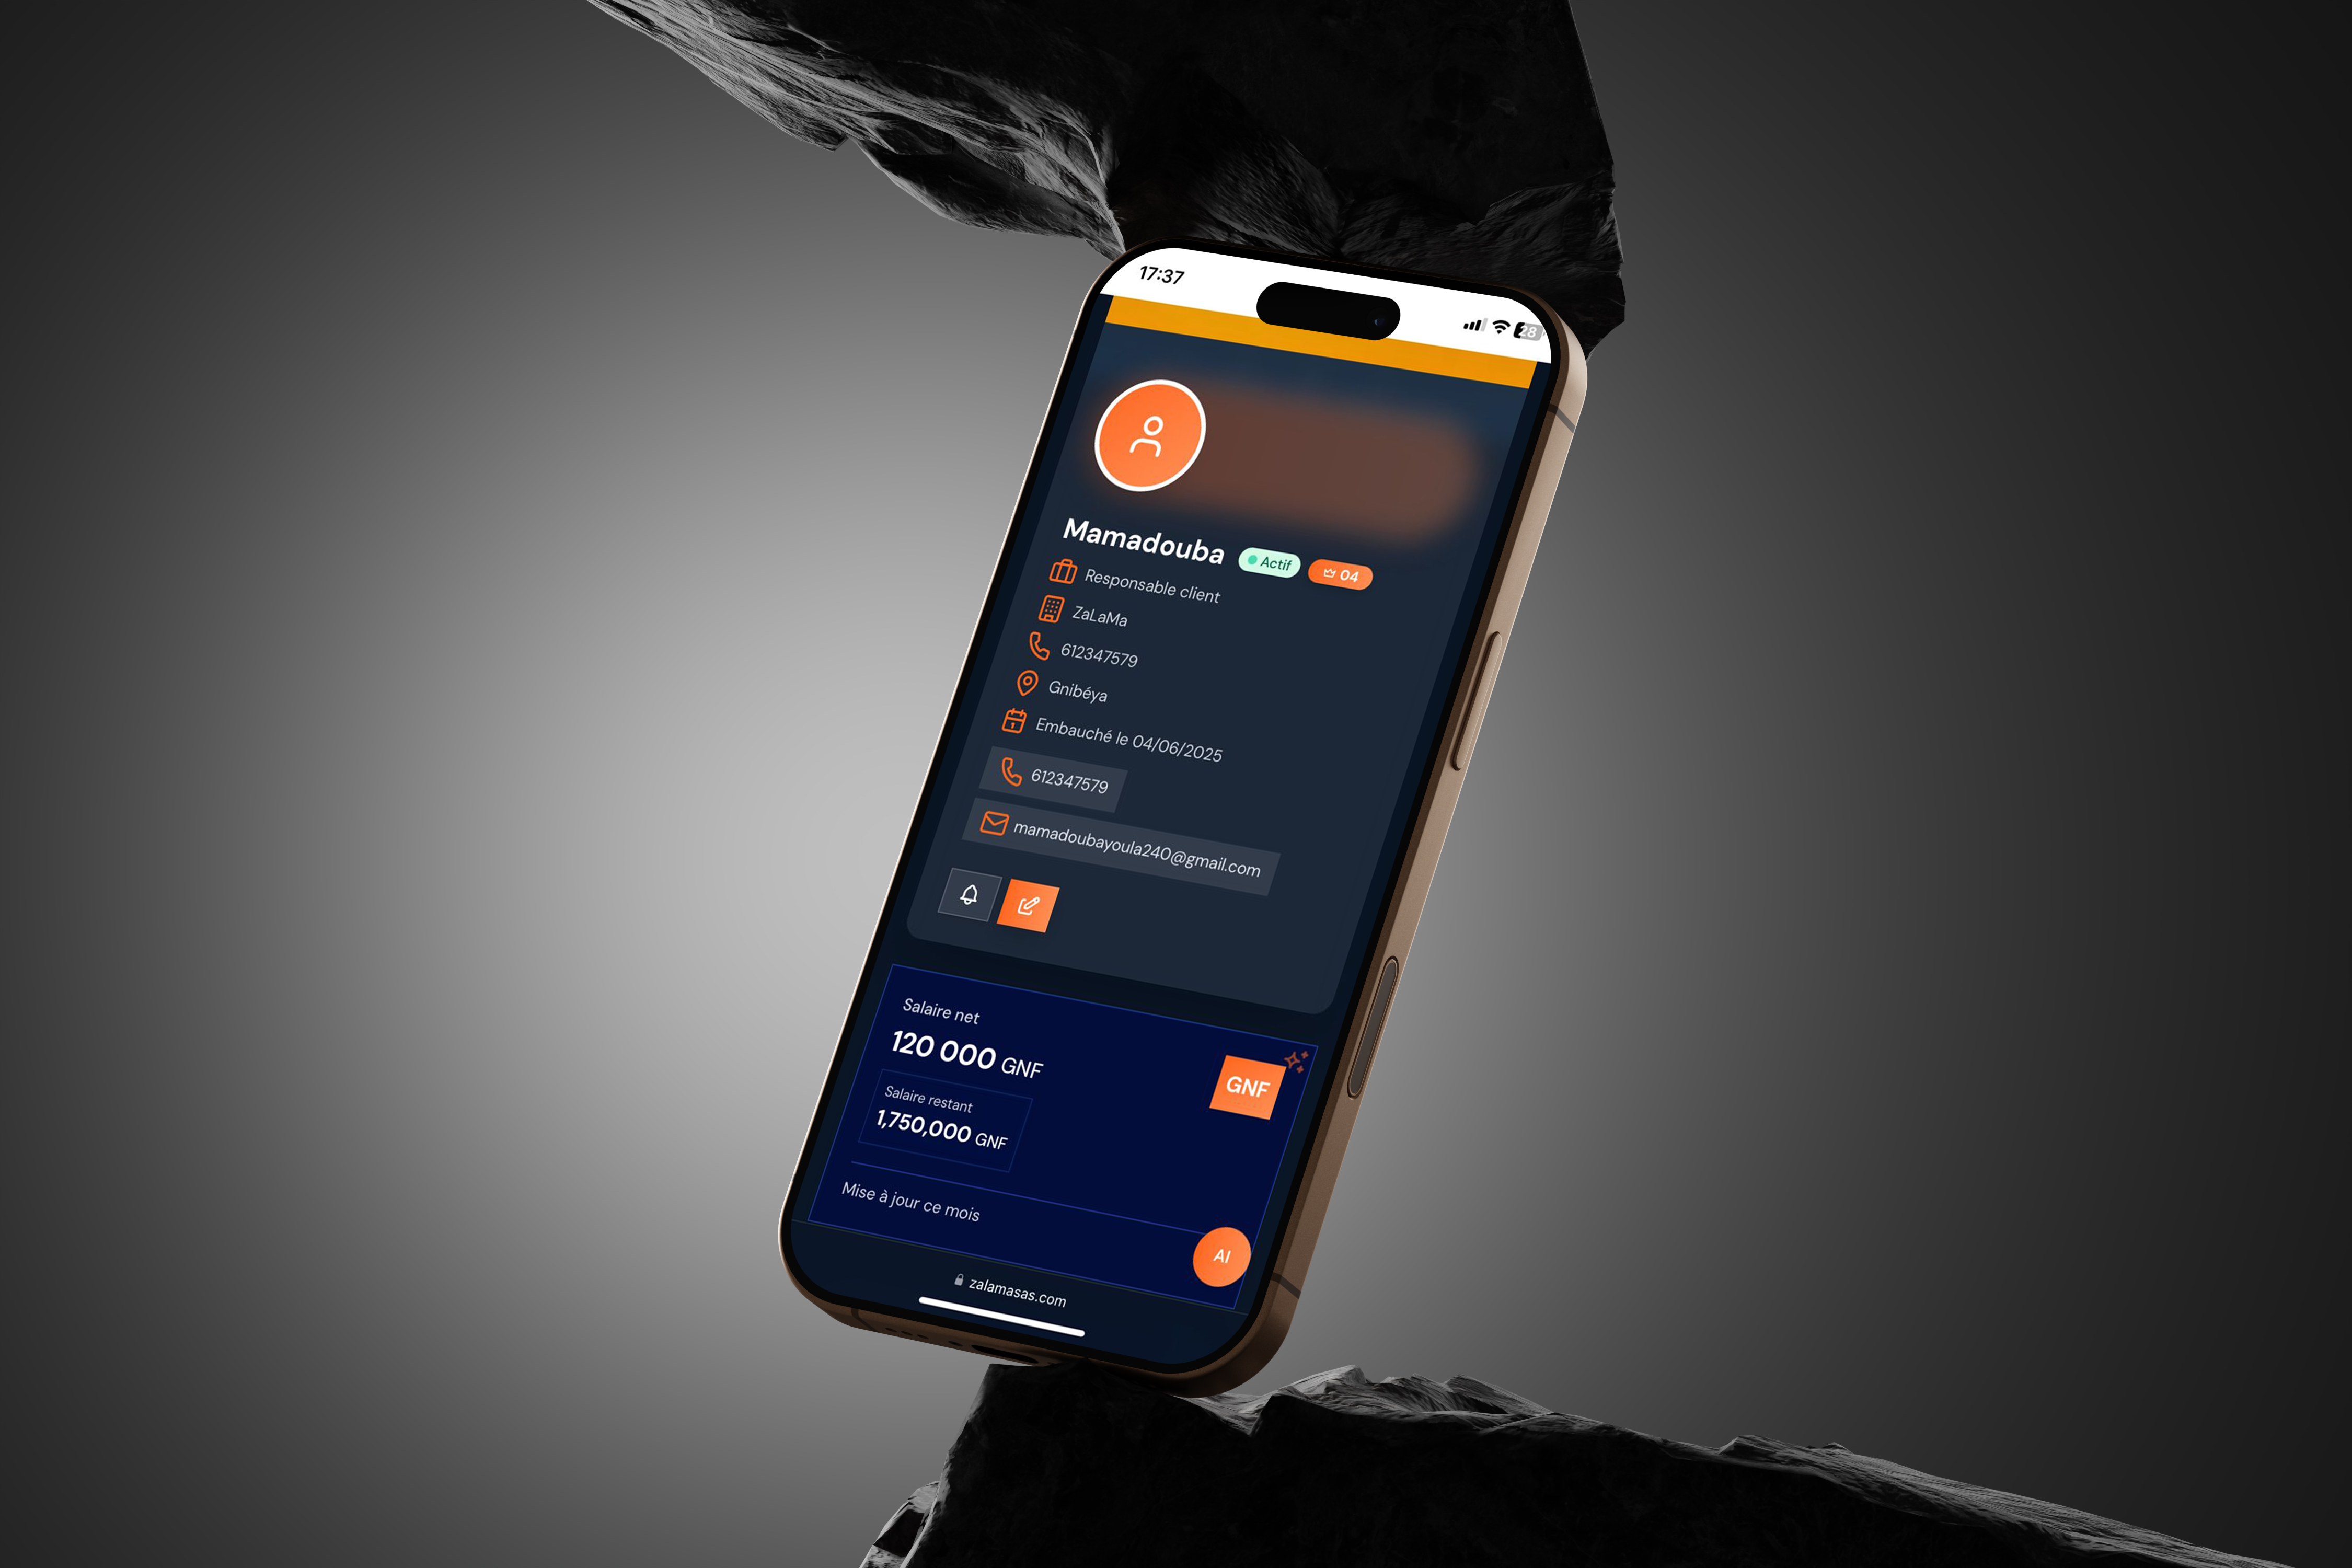 17:37
28
Mamadouba
Actif
04
Responsable client
ZaLaMa
612347579
Gnibéya
Embauché le 04/06/2025
612347579
mamadoubayoula240@gmail.com
Salaire net
120 000 GNF
GNF
Salaire restant
1,750,000 GNF
Mise à jour ce mois
AI
zalamasas.com